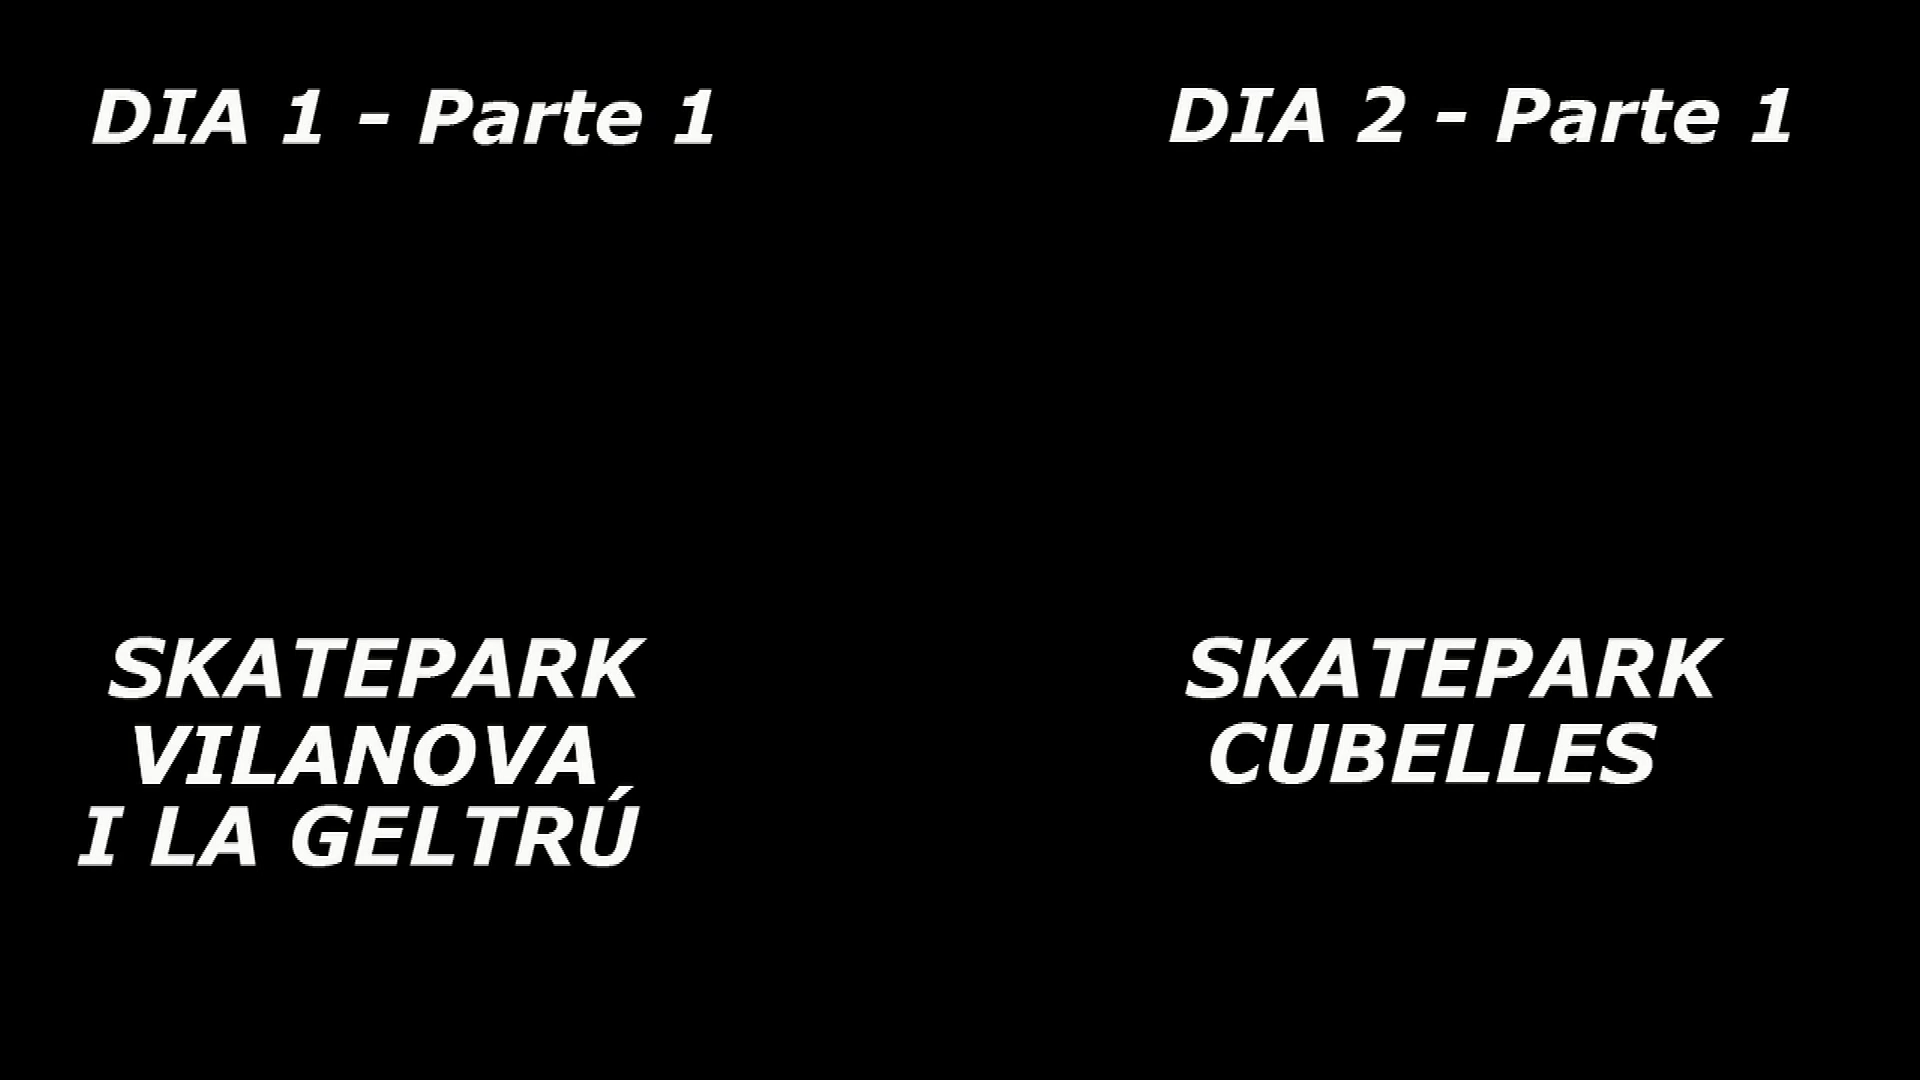 DIA 1 - Parte 1
DIA 2 - Parte 1
SKATEPARK
VILANOVA
I LA GELTRÚ
SKATEPARK
CUBELLES